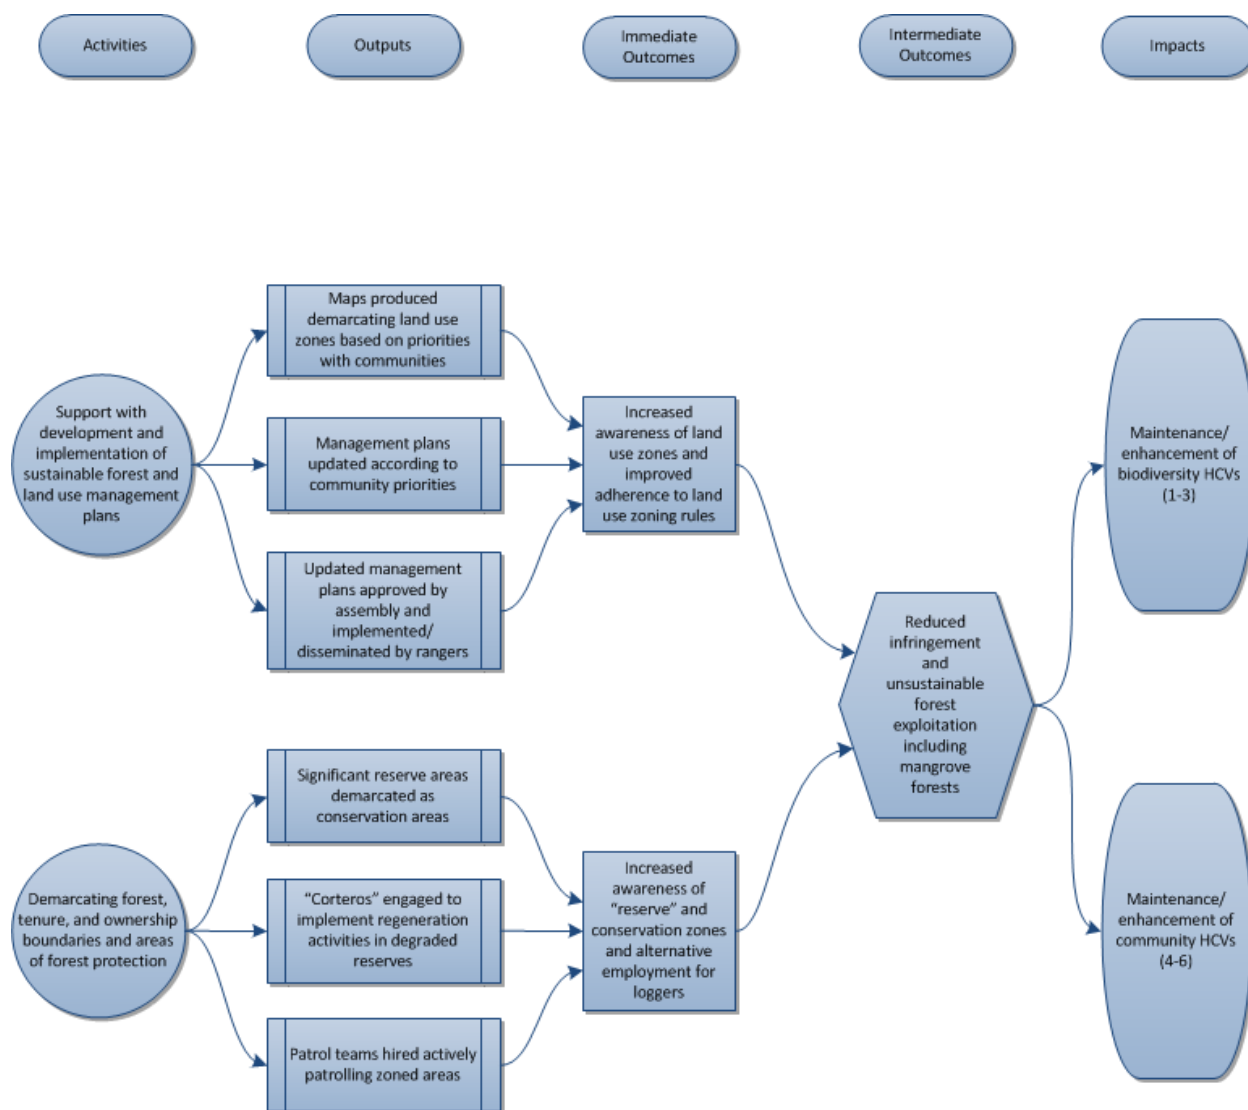 Activities
Outputs
Immediate
Outcomes
Intermediate
Outcomes
Impacts
Support with
development and
implementation of
sustainable forest and
land use management
plans
Maps produced
demarcating land use
zones based on priorities
with communities
Management plans
updated according to
community priorities
Updated management
plans approved by
assembly and
implemented/
disseminated by rangers
Increased
awareness of land
use zones and
improved
adherence to land
use zoning rules
Demarcating forest,
tenure, and ownership
boundaries and areas
of forest protection
Significant reserve areas
demarcated as
conservation areas
“Corteros” engaged to
implement regeneration
activities in degraded
reserves
Patrol teams hired actively
patrolling zoned areas
Increased
awareness of
“reserve” and
conservation zones
and alternative
employment for
loggers
Reduced
infringement
and
unsustainable
forest
exploitation
including
mangrove
forests
Maintenance/
enhancement of
biodiversity HCVs
(1-3)
Maintenance/
enhancement of
community HCVs
(4-6)